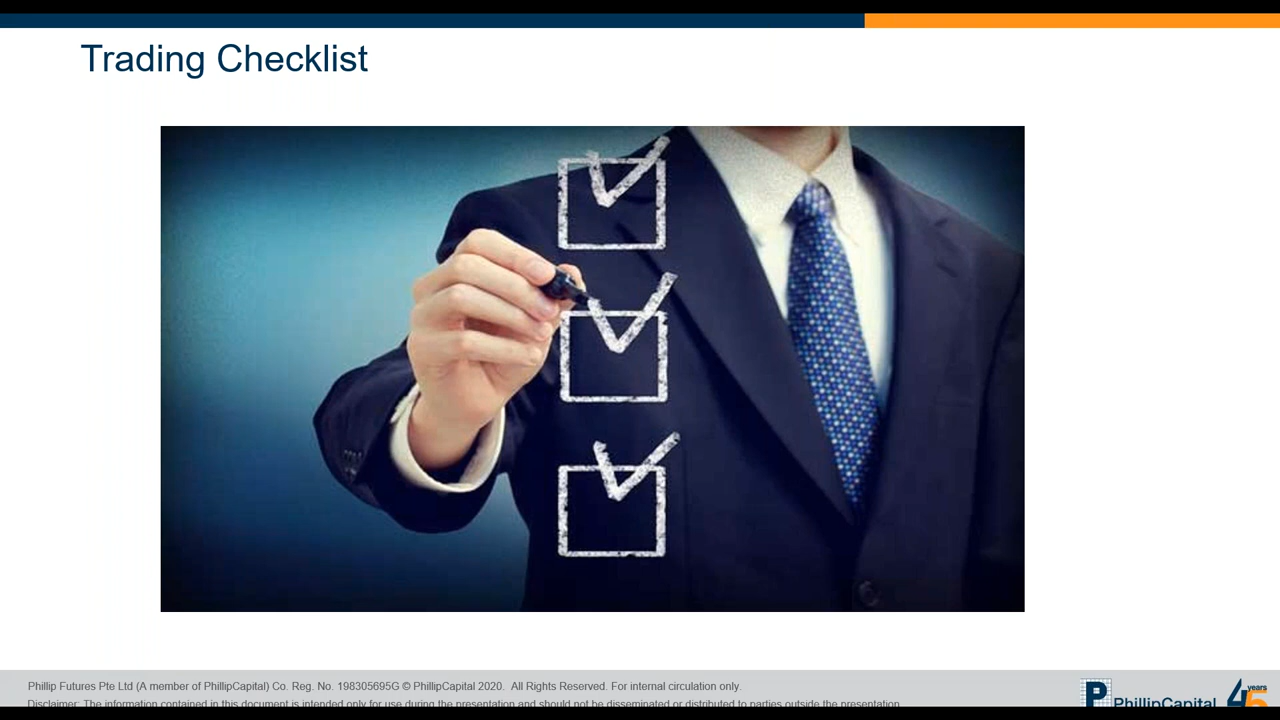 Trading Checklist
Phillip Futures Pte Ltd (A member of PhillipCapital) Co. Reg. No. 198305695G © PhillipCapital 2020. All Rights Reserved. For internal circulation only.
Disclaimer: The information contained in this document is intended only for use during the presentation and should not be disseminated or distributed to parties outside the presentation.
P PhillipCapital
45 years